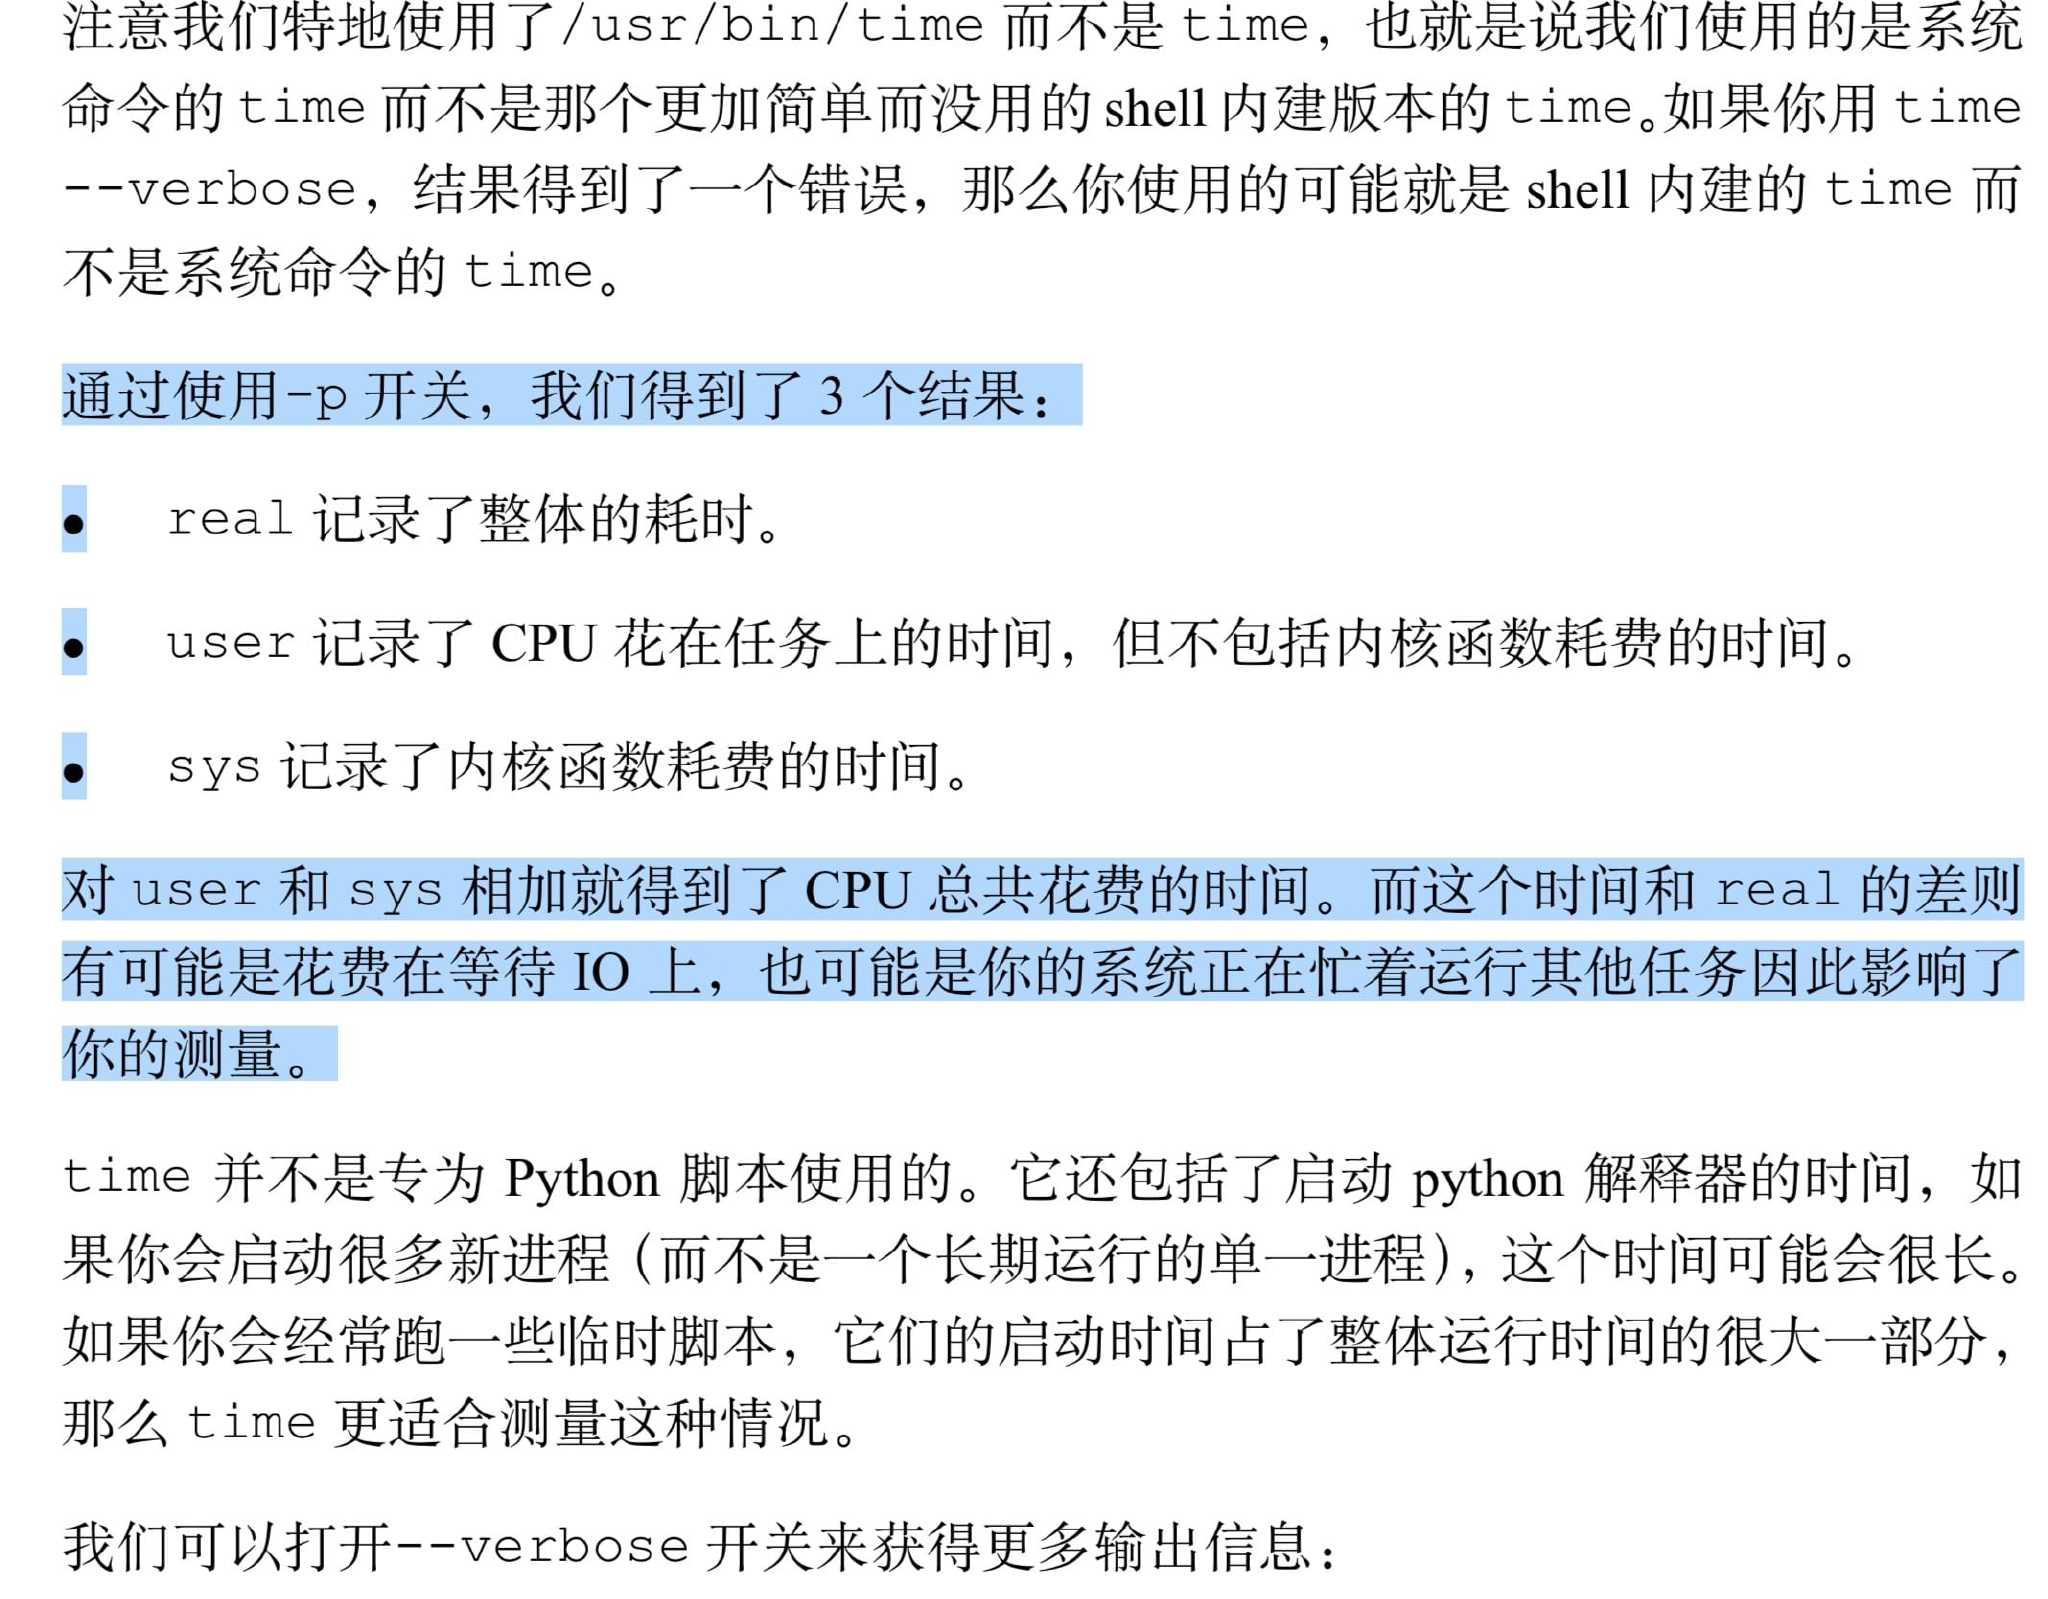 注意我们特地使用了/usr/bin/time 而不是 time，也就是说我们使用的是系统
命令的 time 而不是那个更加简单而没用的 shell 内建版本的 time。如果你用 time
--verbose，结果得到了一个错误，那么你使用的可能就是 shell 内建的 time 而
不是系统命令的 time。
通过使用-p 开关，我们得到了 3 个结果：
● real 记录了整体的耗时。
● user 记录了 CPU 花在任务上的时间，但不包括内核函数耗费的时间。
● sys 记录了内核函数耗费的时间。
对 user 和 sys 相加就得到了 CPU 总共花费的时间。而这个时间和 real 的差则
有可能是花费在等待 IO 上，也可能是你的系统正在忙着运行其他任务因此影响了
你的测量。
time 并不是专为 Python 脚本使用的。它还包括了启动 python 解释器的时间，如
果你会启动很多新进程（而不是一个长期运行的单一进程），这个时间可能会很长。
如果你会经常跑一些临时脚本，它们的启动时间占了整体运行时间的很大一部分，
那么 time 更适合测量这种情况。
我们可以打开--verbose 开关来获得更多输出信息：